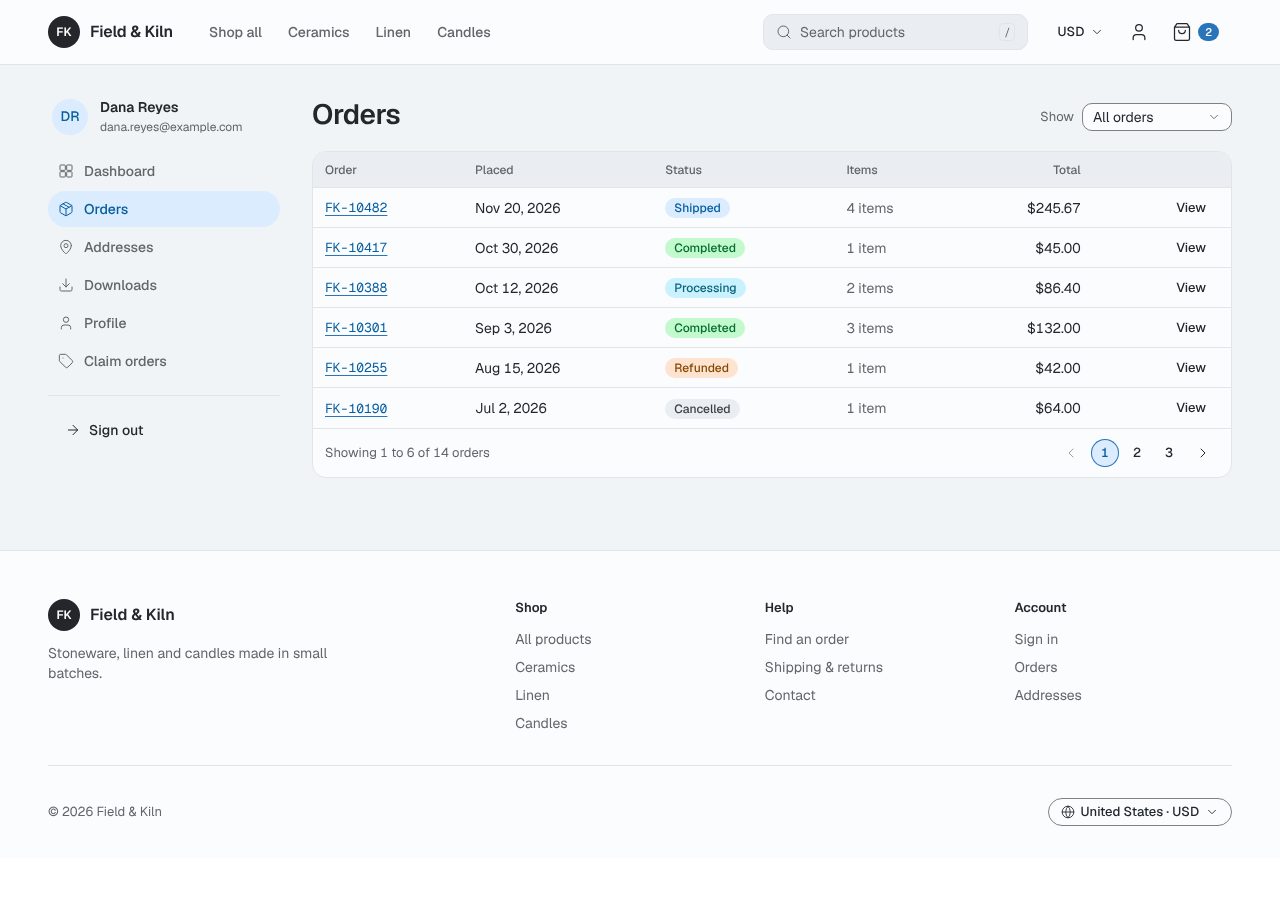 FK Field & Kiln Shop all Ceramics Linen Candles Search products / USD 2
DR Dana Reyes
dana.reyes@example.com
Dashboard
Orders
Addresses
Downloads
Profile
Claim orders
Sign out
Orders
Show All orders
Order Placed Status Items Total
FK-10482 Nov 20, 2026 Shipped 4 items $245.67 View
FK-10417 Oct 30, 2026 Completed 1 item $45.00 View
FK-10388 Oct 12, 2026 Processing 2 items $86.40 View
FK-10301 Sep 3, 2026 Completed 3 items $132.00 View
FK-10255 Aug 15, 2026 Refunded 1 item $42.00 View
FK-10190 Jul 2, 2026 Cancelled 1 item $64.00 View
Showing 1 to 6 of 14 orders 1 2 3
FK Field & Kiln
Stoneware, linen and candles made in small
batches.
Shop
All products
Ceramics
Linen
Candles
Help
Find an order
Shipping & returns
Contact
Account
Sign in
Orders
Addresses
© 2026 Field & Kiln
United States · USD